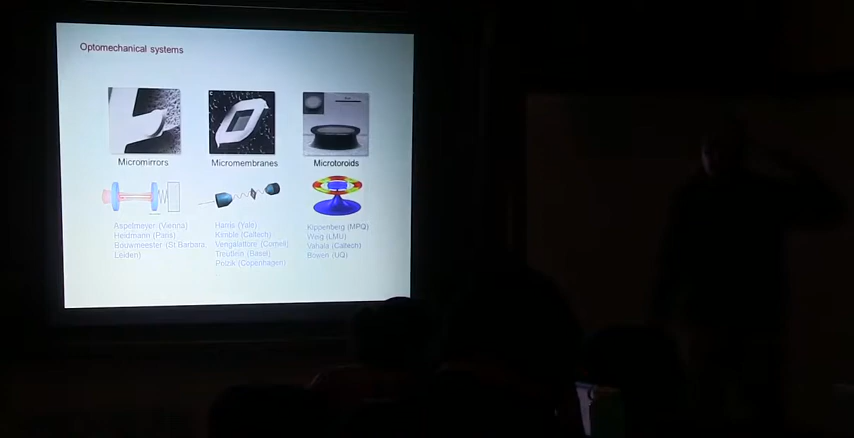 Optomechanical systems
Micromirrors
Micromembranes
Microtoroids
Aspelmeyer (Vienna)
Heidmann (Paris)
Bouwmeester (St Barbara,
Leiden)
Harris (Yale)
Kimble (Caltech)
Vengalattore (Cornell)
Treutlein (Basel)
Polzik (Copenhagen)
Kippenberg (MPQ)
Weig (LMU)
Vahala (Caltech)
Bowen (UQ)